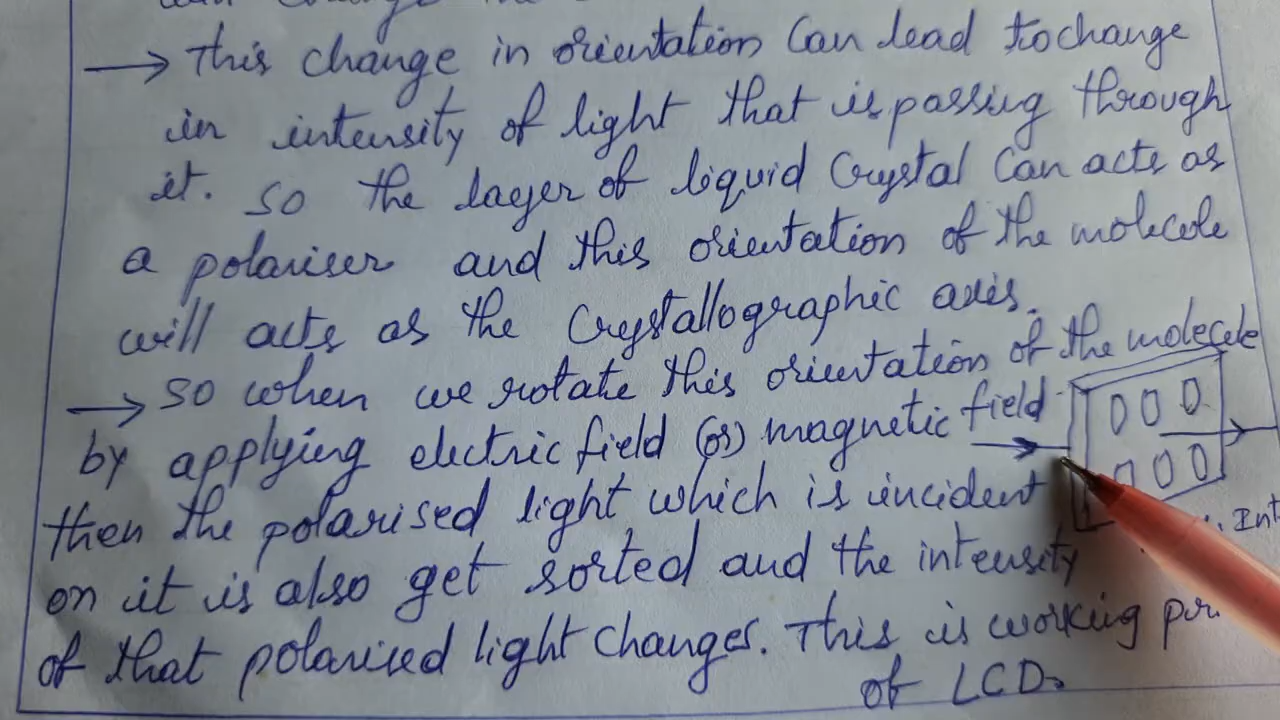 → this change in orientation can lead to change
in intensity of light that is passing through
it. so the layer of liquid crystal can acts as
a polariser and this orientation of the molecule
will acts as the crystallographic axis.
→ so when we rotate this orientation of the molecule
by applying electric field (or) magnetic field
then the polarised light which is incident
Int
on it is also get sorted and the intensity
of that polarised light changes. This is working
of LCD.